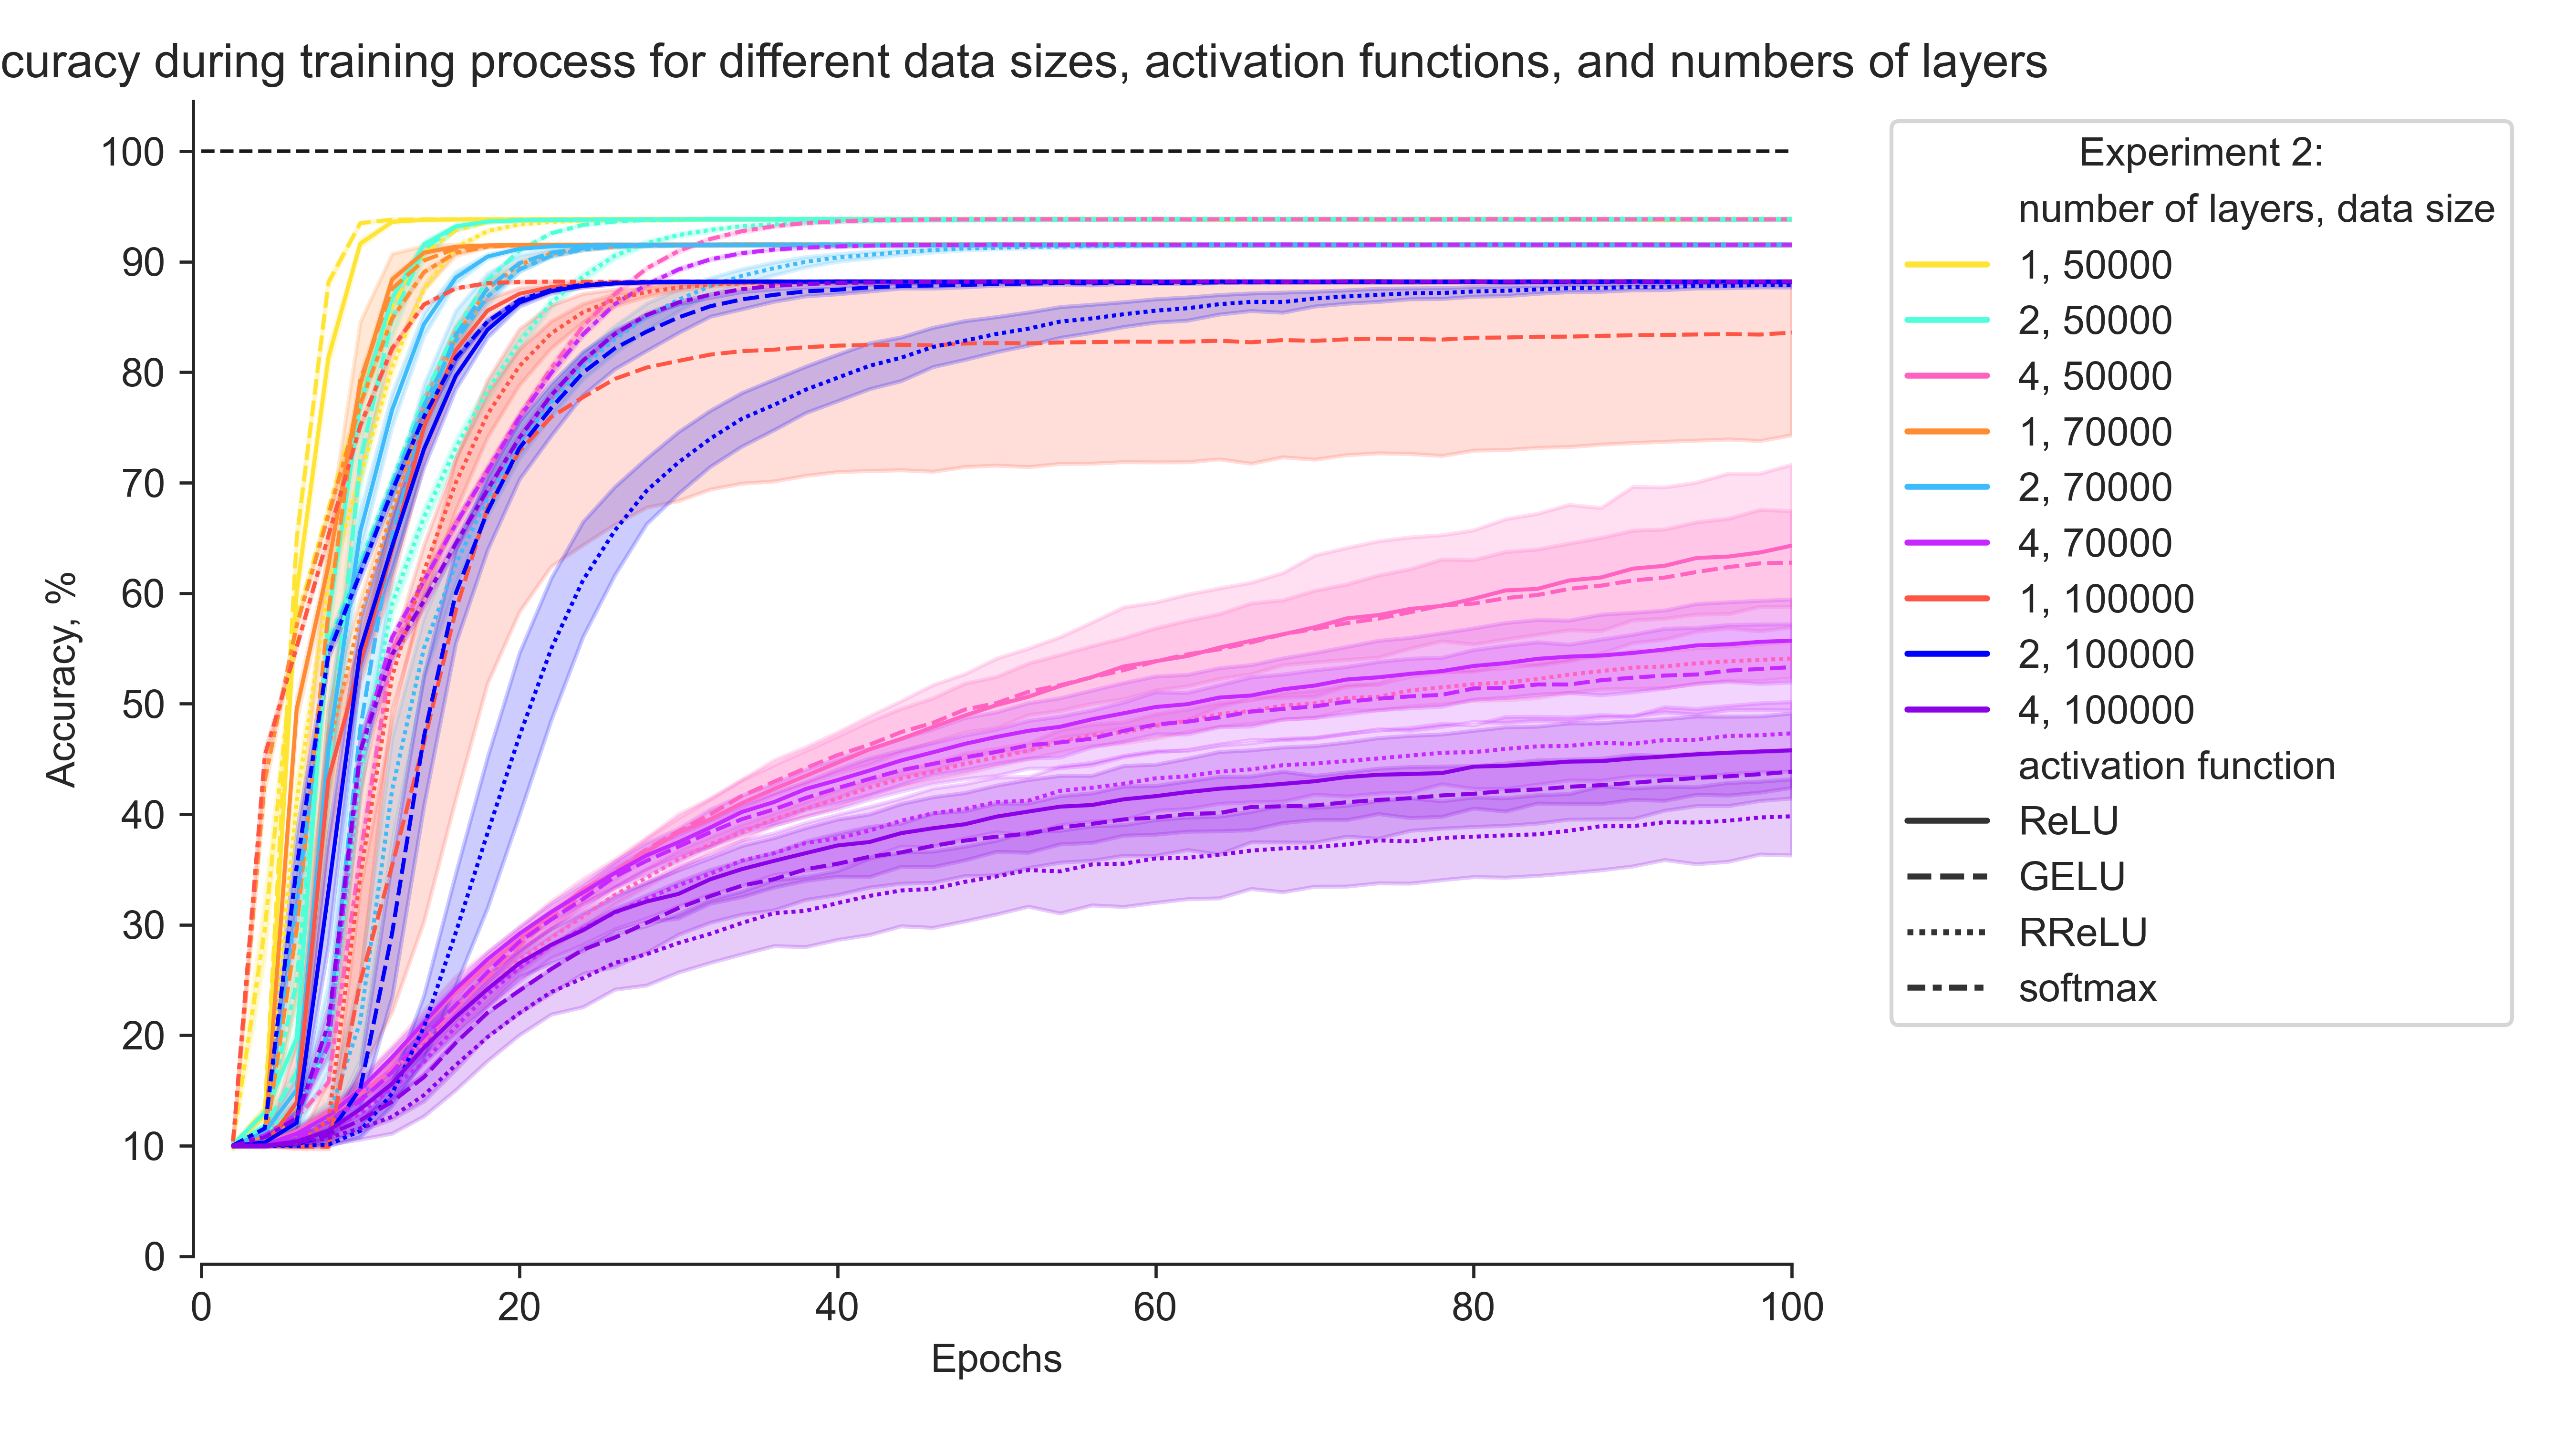 curacy during training process for different data sizes, activation functions, and numbers of layers
100
90
80
70
60
50
40
30
20
10
0
Accuracy, %
0 20 40 60 80 100
Epochs
Experiment 2:
number of layers, data size
1, 50000
2, 50000
4, 50000
1, 70000
2, 70000
4, 70000
1, 100000
2, 100000
4, 100000
activation function
ReLU
GELU
RReLU
softmax